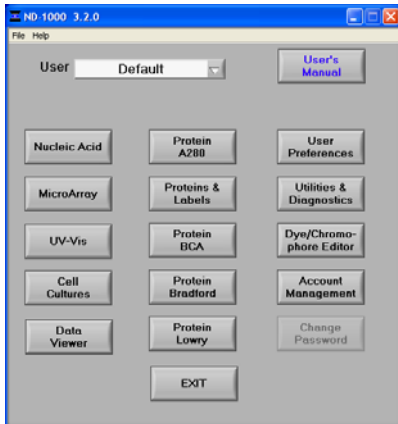 ND-1000 3.2.0
File Help
User Default
User's
Manual
Nucleic Acid
Protein
A280
User
Preferences
MicroArray
Proteins &
Labels
Utilities &
Diagnostics
UV-Vis
Protein
BCA
Dye/Chromo-
phore Editor
Cell
Cultures
Protein
Bradford
Account
Management
Data
Viewer
Protein
Lowry
Change
Password
EXIT